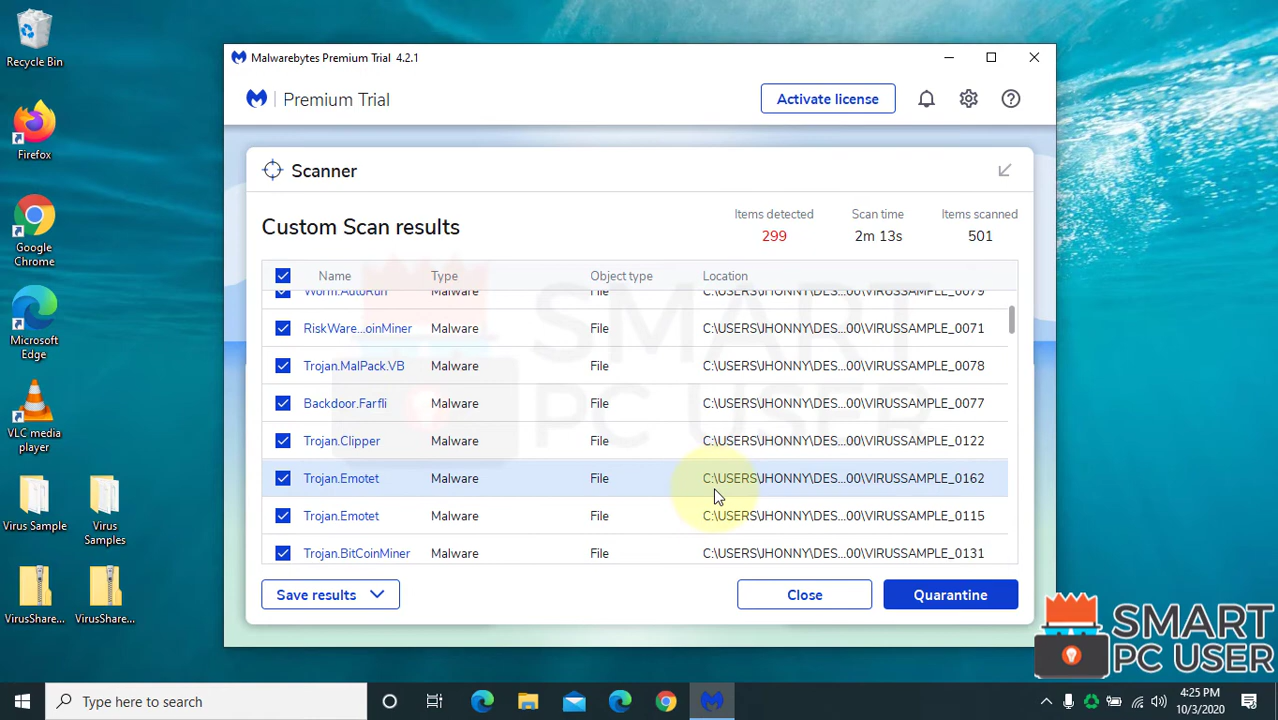 Recycle Bin
Firefox
Google
Chrome
Microsoft
Edge
VLC media
player
Virus Sample
Virus
Samples
VirusShare...
VirusShare...
Malwarebytes Premium Trial 4.2.1
Premium Trial
Activate license
Scanner
Custom Scan results
Items detected
299
Scan time
2m 13s
Items scanned
501
Name Type Object type Location
Worm.AutoRun Malware File C:\USERS\JHONNY\DES...00\VIRUSSAMPLE_0079
RiskWare...oinMiner Malware File C:\USERS\JHONNY\DES...00\VIRUSSAMPLE_0071
Trojan.MalPack.VB Malware File C:\USERS\JHONNY\DES...00\VIRUSSAMPLE_0078
Backdoor.Farfli Malware File C:\USERS\JHONNY\DES...00\VIRUSSAMPLE_0077
Trojan.Clipper Malware File C:\USERS\JHONNY\DES...00\VIRUSSAMPLE_0122
Trojan.Emotet Malware File C:\USERS\JHONNY\DES...00\VIRUSSAMPLE_0162
Trojan.Emotet Malware File C:\USERS\JHONNY\DES...00\VIRUSSAMPLE_0115
Trojan.BitCoinMiner Malware File C:\USERS\JHONNY\DES...00\VIRUSSAMPLE_0131
SMART
PC USER
Save results
Close
Quarantine
SMART
PC USER
Type here to search
4:25 PM
10/3/2020